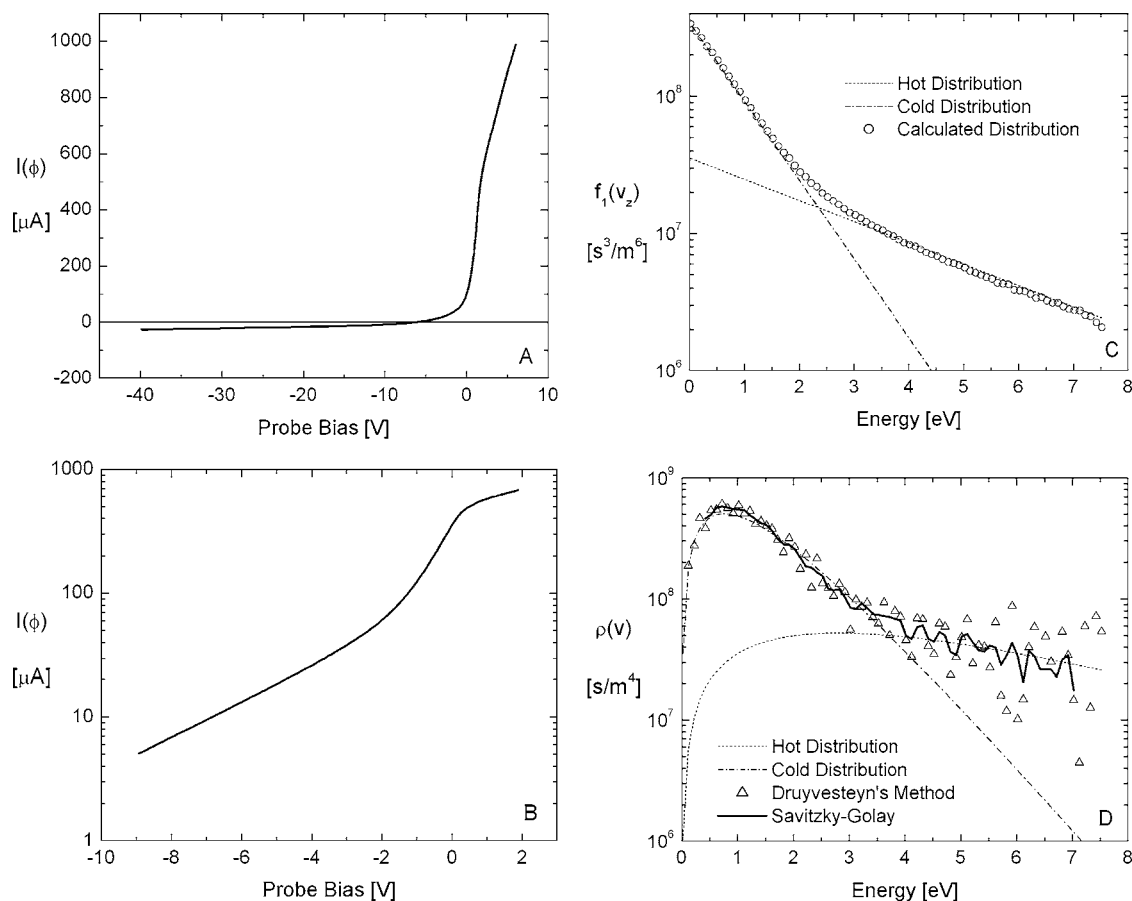 1000
800
600
400
200
0
-200
I(ϕ)
[μA]
-40 -30 -20 -10 0 10
Probe Bias [V]
A
10⁸
10⁷
10⁶
f₁(v_z)
[s³/m⁶]
Hot Distribution
Cold Distribution
Calculated Distribution
C
0 1 2 3 4 5 6 7 8
Energy [eV]
1000
100
10
1
I(ϕ)
[μA]
B
-10 -8 -6 -4 -2 0 2
Probe Bias [V]
10⁹
10⁸
10⁷
10⁶
ρ(v)
[s/m⁴]
Hot Distribution
Cold Distribution
Druyvesteyn's Method
Savitzky-Golay
D
0 1 2 3 4 5 6 7 8
Energy [eV]